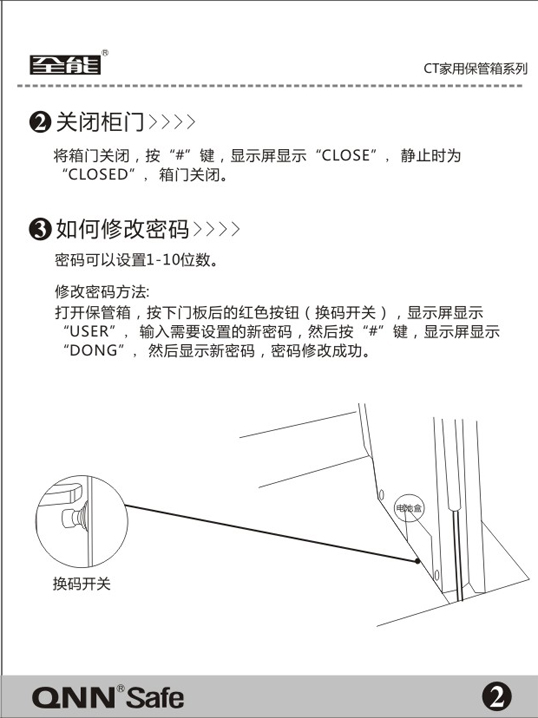 全能®
CT家用保管箱系列
2 关闭柜门>>>>
将箱门关闭，按“#”键，显示屏显示“CLOSE”，静止时为
“CLOSED”，箱门关闭。
3 如何修改密码>>>>
密码可以设置1-10位数。
修改密码方法:
打开保管箱，按下门板后的红色按钮（换码开关），显示屏显示
“USER”，输入需要设置的新密码，然后按“#”键，显示屏显示
“DONG”，然后显示新密码，密码修改成功。
电池盒
换码开关
QNN®Safe
2